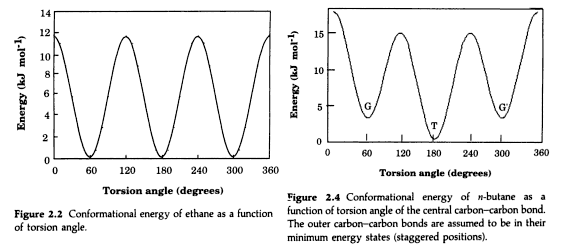 14
12
10
8
6
4
2
0
Energy (kJ mol-1)
0 60 120 180 240 300 360
Torsion angle (degrees)
Figure 2.2 Conformational energy of ethane as a function
of torsion angle.
15
10
5
0
Energy (kJ mol-1)
G
T
G'
0 60 120 180 240 300 360
Torsion angle (degrees)
Figure 2.4 Conformational energy of n-butane as a
function of torsion angle of the central carbon–carbon bond.
The outer carbon–carbon bonds are assumed to be in their
minimum energy states (staggered positions).